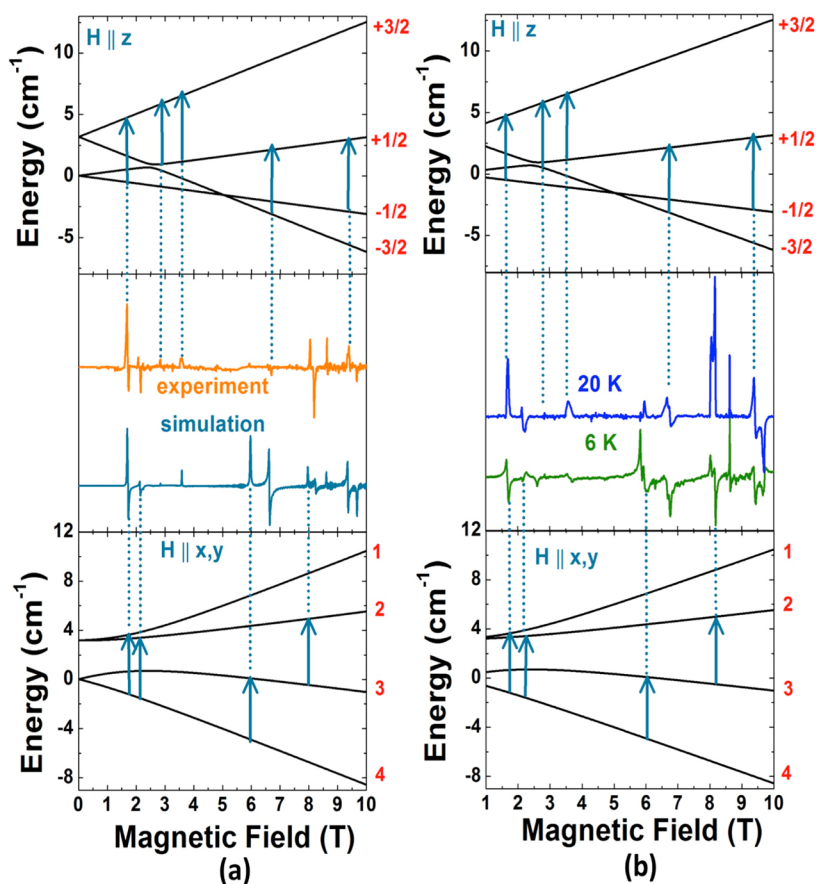 H || z
+3/2
+1/2
-1/2
-3/2
Energy (cm⁻¹)
10
5
0
-5
experiment
simulation
12
H || x,y
1
2
3
4
Energy (cm⁻¹)
8
4
0
-4
-8
0 1 2 3 4 5 6 7 8 9 10
Magnetic Field (T)
(a)
H || z
+3/2
+1/2
-1/2
-3/2
Energy (cm⁻¹)
10
5
0
-5
20 K
6 K
12
H || x,y
1
2
3
4
Energy (cm⁻¹)
8
4
0
-4
-8
1 2 3 4 5 6 7 8 9 10
Magnetic Field (T)
(b)